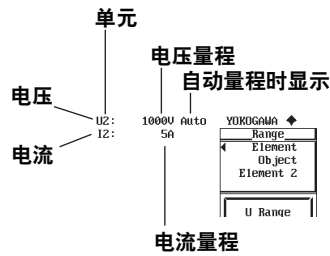 单元
电压量程
自动量程时显示
电压
U2: 1000V Auto YOKOGAWA ◆
I2: 5A
Range
电流
Element
Object
Element 2
U Range
电流量程